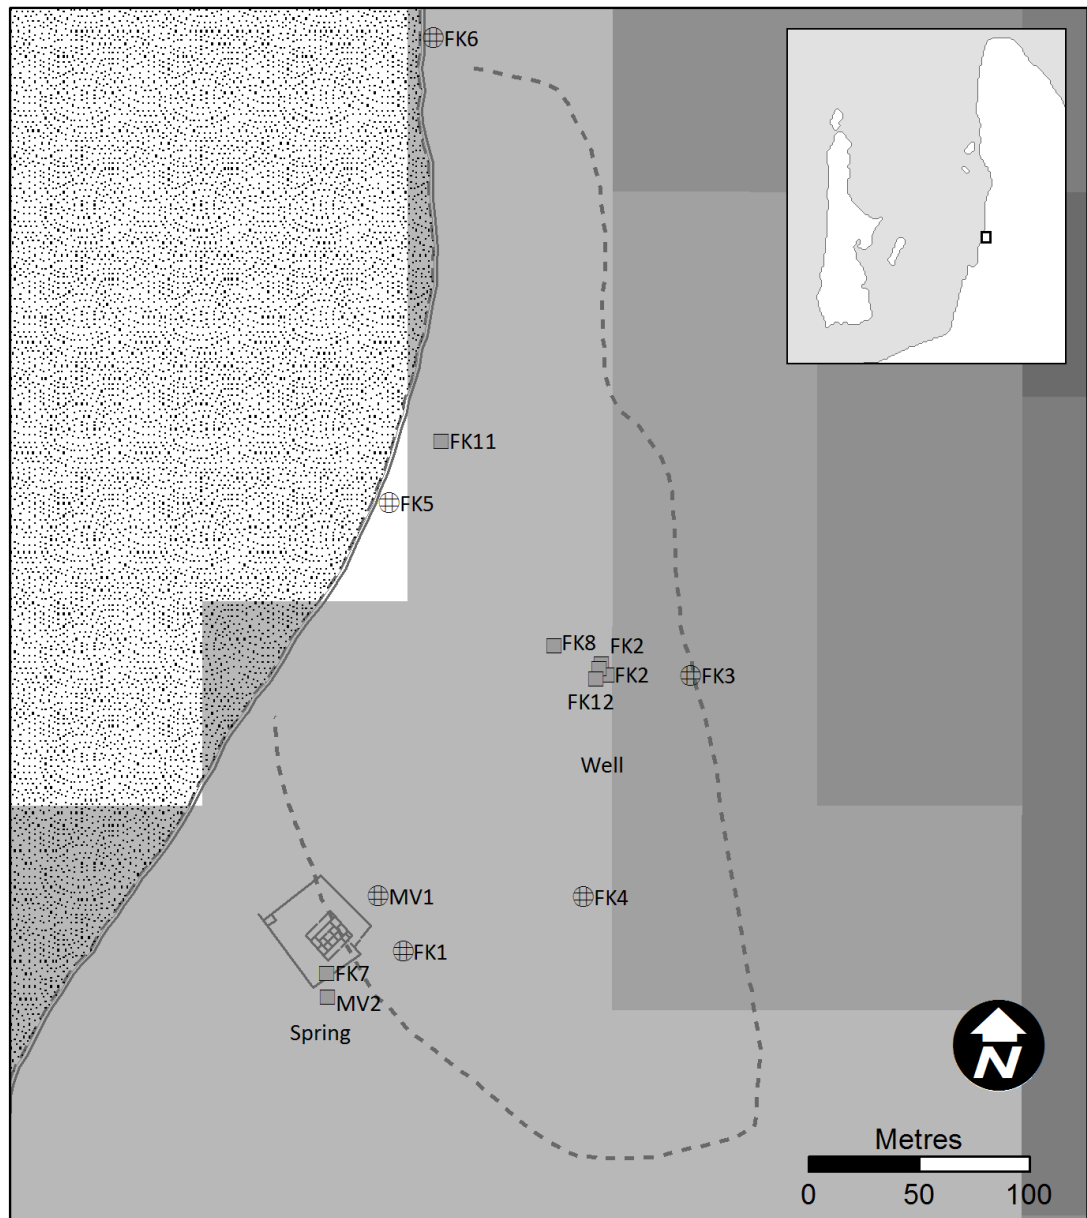 FK6
FK11
FK5
FK8
FK2
FK2
FK3
FK12
Well
MV1
FK4
FK1
FK7
MV2
Spring
N
Metres
0 50 100